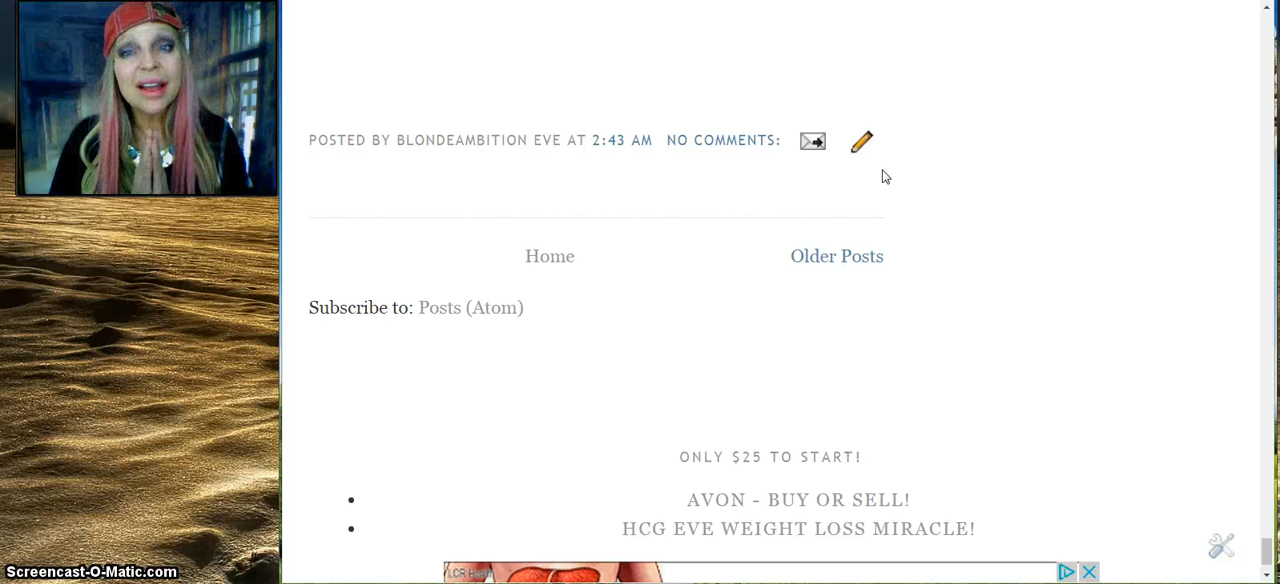 POSTED BY BLONDEAMBITION EVE AT 2:43 AM NO COMMENTS:
Home Older Posts
Subscribe to: Posts (Atom)
ONLY $25 TO START!
AVON - BUY OR SELL!
HCG EVE WEIGHT LOSS MIRACLE!
Screencast-O-Matic.com